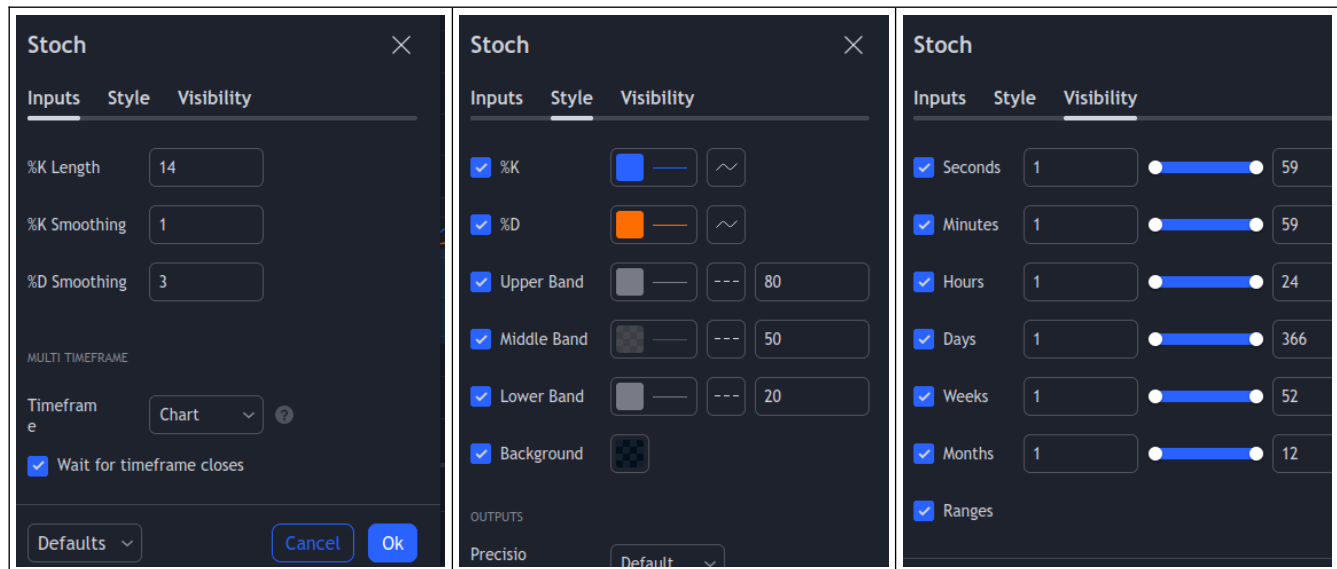 Stoch
Inputs Style Visibility
%K Length 14
%K Smoothing 1
%D Smoothing 3
MULTI TIMEFRAME
Timefram
e
Chart
?
Wait for timeframe closes
Defaults
Cancel Ok
Stoch
Inputs Style Visibility
%K
%D
Upper Band 80
Middle Band 50
Lower Band 20
Background
OUTPUTS
Precisio
Default
Stoch
Inputs Style Visibility
Seconds 1 59
Minutes 1 59
Hours 1 24
Days 1 366
Weeks 1 52
Months 1 12
Ranges